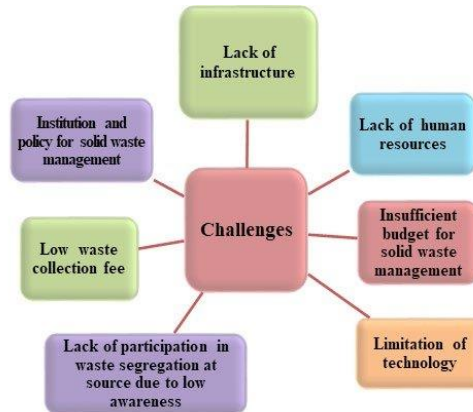 Lack of
infrastructure
Institution and
policy for solid waste
management
Lack of human
resources
Challenges
Low waste
collection fee
Insufficient
budget for
solid waste
management
Lack of participation in
waste segregation at
source due to low
awareness
Limitation of
technology